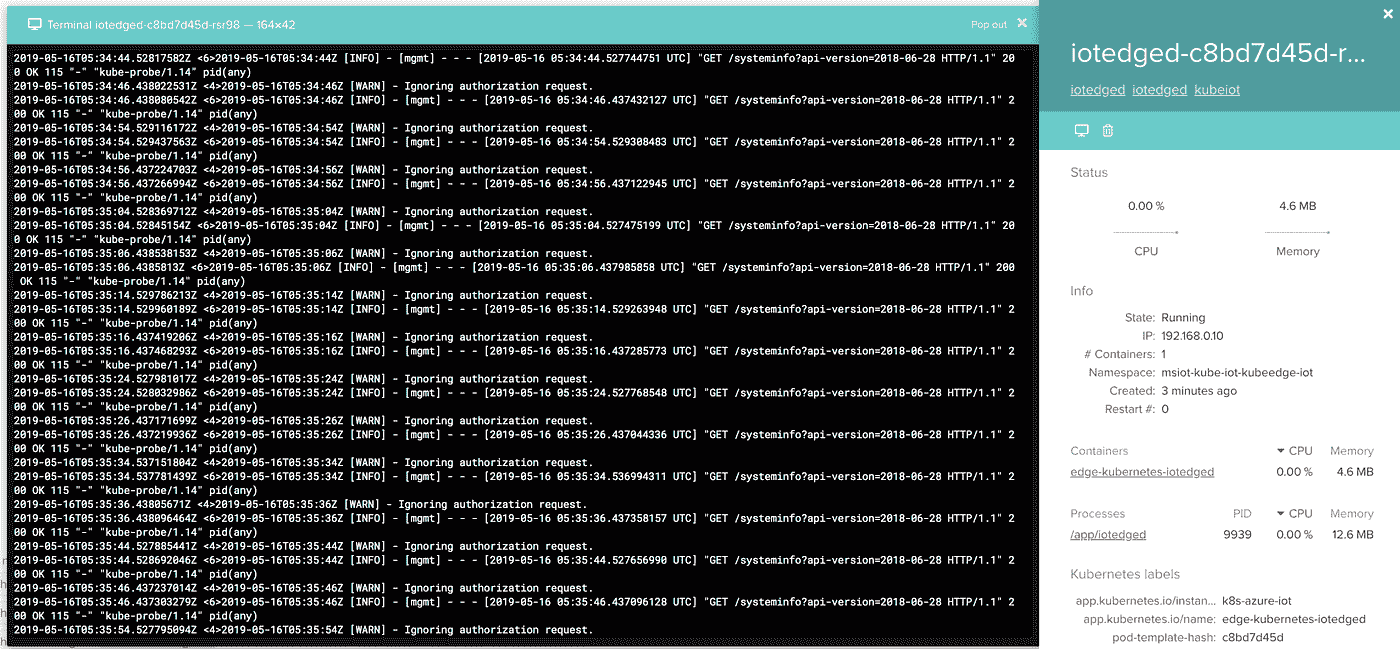 Terminal iotedged-c8bd7d45d-rsr98 — 164×42
Pop out
2019-05-16T05:34:44.52817582Z <6>2019-05-16T05:34:44Z [INFO] - [mgmt] - - - [2019-05-16 05:34:44.527744751 UTC] "GET /systeminfo?api-version=2018-06-28 HTTP/1.1" 20
0 OK 115 "-" "kube-probe/1.14" pid(any)
2019-05-16T05:34:46.438022531Z <4>2019-05-16T05:34:46Z [WARN] - Ignoring authorization request.
2019-05-16T05:34:46.438080542Z <6>2019-05-16T05:34:46Z [INFO] - [mgmt] - - - [2019-05-16 05:34:46.437432127 UTC] "GET /systeminfo?api-version=2018-06-28 HTTP/1.1" 2
00 OK 115 "-" "kube-probe/1.14" pid(any)
2019-05-16T05:34:54.529116172Z <4>2019-05-16T05:34:54Z [WARN] - Ignoring authorization request.
2019-05-16T05:34:54.529437563Z <6>2019-05-16T05:34:54Z [INFO] - [mgmt] - - - [2019-05-16 05:34:54.529308483 UTC] "GET /systeminfo?api-version=2018-06-28 HTTP/1.1" 2
00 OK 115 "-" "kube-probe/1.14" pid(any)
2019-05-16T05:34:56.437224703Z <4>2019-05-16T05:34:56Z [WARN] - Ignoring authorization request.
2019-05-16T05:34:56.437266994Z <6>2019-05-16T05:34:56Z [INFO] - [mgmt] - - - [2019-05-16 05:34:56.437122945 UTC] "GET /systeminfo?api-version=2018-06-28 HTTP/1.1" 2
00 OK 115 "-" "kube-probe/1.14" pid(any)
2019-05-16T05:35:04.528369712Z <4>2019-05-16T05:35:04Z [WARN] - Ignoring authorization request.
2019-05-16T05:35:04.52845154Z <6>2019-05-16T05:35:04Z [INFO] - [mgmt] - - - [2019-05-16 05:35:04.527475199 UTC] "GET /systeminfo?api-version=2018-06-28 HTTP/1.1" 20
0 OK 115 "-" "kube-probe/1.14" pid(any)
2019-05-16T05:35:06.438538153Z <4>2019-05-16T05:35:06Z [WARN] - Ignoring authorization request.
2019-05-16T05:35:06.4385813Z <6>2019-05-16T05:35:06Z [INFO] - [mgmt] - - - [2019-05-16 05:35:06.437985858 UTC] "GET /systeminfo?api-version=2018-06-28 HTTP/1.1" 200
OK 115 "-" "kube-probe/1.14" pid(any)
2019-05-16T05:35:14.529786213Z <4>2019-05-16T05:35:14Z [WARN] - Ignoring authorization request.
2019-05-16T05:35:14.529960189Z <6>2019-05-16T05:35:14Z [INFO] - [mgmt] - - - [2019-05-16 05:35:14.529263948 UTC] "GET /systeminfo?api-version=2018-06-28 HTTP/1.1" 2
00 OK 115 "-" "kube-probe/1.14" pid(any)
2019-05-16T05:35:16.437419206Z <4>2019-05-16T05:35:16Z [WARN] - Ignoring authorization request.
2019-05-16T05:35:16.437468293Z <6>2019-05-16T05:35:16Z [INFO] - [mgmt] - - - [2019-05-16 05:35:16.437285773 UTC] "GET /systeminfo?api-version=2018-06-28 HTTP/1.1" 2
00 OK 115 "-" "kube-probe/1.14" pid(any)
2019-05-16T05:35:24.527981017Z <4>2019-05-16T05:35:24Z [WARN] - Ignoring authorization request.
2019-05-16T05:35:24.528032986Z <6>2019-05-16T05:35:24Z [INFO] - [mgmt] - - - [2019-05-16 05:35:24.527768548 UTC] "GET /systeminfo?api-version=2018-06-28 HTTP/1.1" 2
00 OK 115 "-" "kube-probe/1.14" pid(any)
2019-05-16T05:35:26.437171699Z <4>2019-05-16T05:35:26Z [WARN] - Ignoring authorization request.
2019-05-16T05:35:26.437219936Z <6>2019-05-16T05:35:26Z [INFO] - [mgmt] - - - [2019-05-16 05:35:26.437044336 UTC] "GET /systeminfo?api-version=2018-06-28 HTTP/1.1" 2
00 OK 115 "-" "kube-probe/1.14" pid(any)
2019-05-16T05:35:34.537151804Z <4>2019-05-16T05:35:34Z [WARN] - Ignoring authorization request.
2019-05-16T05:35:34.537781439Z <6>2019-05-16T05:35:34Z [INFO] - [mgmt] - - - [2019-05-16 05:35:34.536994311 UTC] "GET /systeminfo?api-version=2018-06-28 HTTP/1.1" 2
00 OK 115 "-" "kube-probe/1.14" pid(any)
2019-05-16T05:35:36.43805671Z <4>2019-05-16T05:35:36Z [WARN] - Ignoring authorization request.
2019-05-16T05:35:36.438096464Z <6>2019-05-16T05:35:36Z [INFO] - [mgmt] - - - [2019-05-16 05:35:36.437358157 UTC] "GET /systeminfo?api-version=2018-06-28 HTTP/1.1" 2
00 OK 115 "-" "kube-probe/1.14" pid(any)
2019-05-16T05:35:44.527885441Z <4>2019-05-16T05:35:44Z [WARN] - Ignoring authorization request.
2019-05-16T05:35:44.528692046Z <6>2019-05-16T05:35:44Z [INFO] - [mgmt] - - - [2019-05-16 05:35:44.527656990 UTC] "GET /systeminfo?api-version=2018-06-28 HTTP/1.1" 2
00 OK 115 "-" "kube-probe/1.14" pid(any)
2019-05-16T05:35:46.437237014Z <4>2019-05-16T05:35:46Z [WARN] - Ignoring authorization request.
2019-05-16T05:35:46.437303279Z <6>2019-05-16T05:35:46Z [INFO] - [mgmt] - - - [2019-05-16 05:35:46.437096128 UTC] "GET /systeminfo?api-version=2018-06-28 HTTP/1.1" 2
00 OK 115 "-" "kube-probe/1.14" pid(any)
2019-05-16T05:35:54.527795094Z <4>2019-05-16T05:35:54Z [WARN] - Ignoring authorization request.
iotedged-c8bd7d45d-r...
iotedged iotedged kubeiot
Status
0.00 % 4.6 MB
CPU Memory
Info
State: Running
IP: 192.168.0.10
# Containers: 1
Namespace: msiot-kube-iot-kubeedge-iot
Created: 3 minutes ago
Restart #: 0
Containers CPU Memory
edge-kubernetes-iotedged 0.00 % 4.6 MB
Processes PID CPU Memory
/app/iotedged 9939 0.00 % 12.6 MB
Kubernetes labels
app.kubernetes.io/instan... k8s-azure-iot
app.kubernetes.io/name: edge-kubernetes-iotedged
pod-template-hash: c8bd7d45d